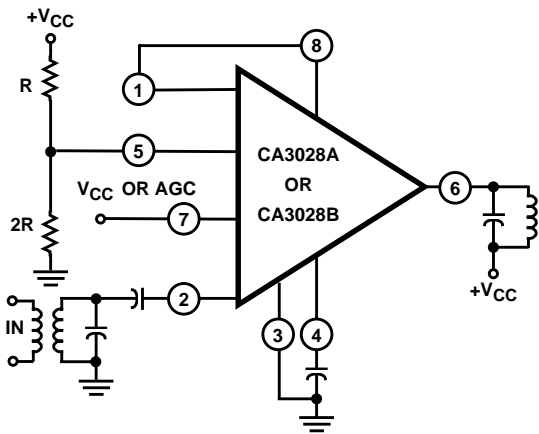 +VCC
R
8
1
5
CA3028A
OR
CA3028B
VCC OR AGC
7
6
2R
+VCC
IN
2
3
4